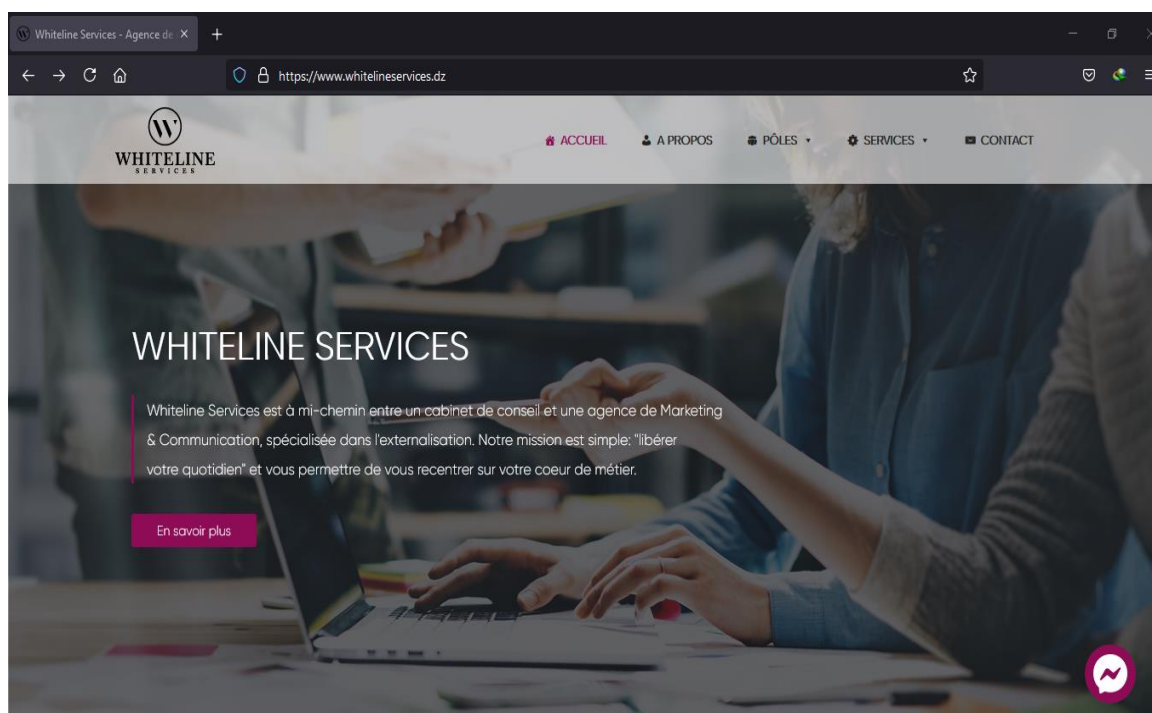 Whiteline Services - Agence de
https://www.whitelineservices.dz
W
WHITELINE
SERVICES
ACCUEIL
A PROPOS
PÔLES
SERVICES
CONTACT
WHITELINE SERVICES
Whiteline Services est à mi-chemin entre un cabinet de conseil et une agence de Marketing
& Communication, spécialisée dans l'externalisation. Notre mission est simple: "libérer
votre quotidien" et vous permettre de vous recentrer sur votre coeur de métier.
En savoir plus